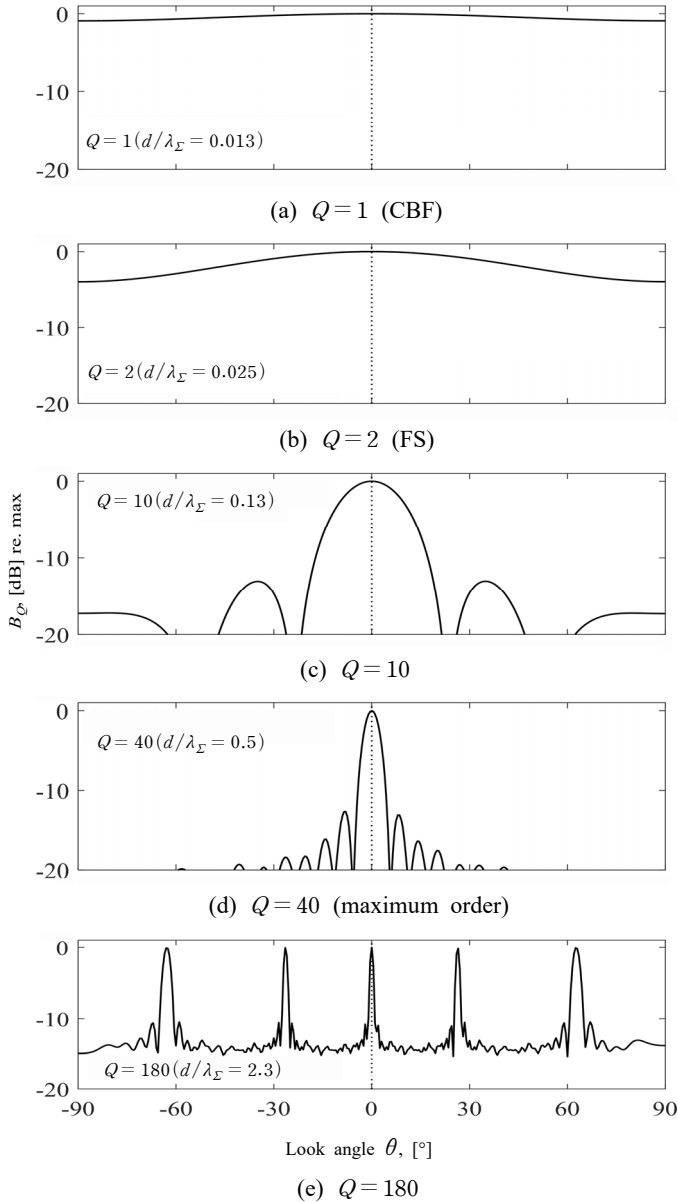 0
-10
-20
Q = 1 (d/λ_Σ = 0.013)
(a) Q = 1 (CBF)
0
-10
-20
Q = 2 (d/λ_Σ = 0.025)
(b) Q = 2 (FS)
B_Q, [dB] re. max
0
-10
-20
Q = 10 (d/λ_Σ = 0.13)
(c) Q = 10
0
-10
-20
Q = 40 (d/λ_Σ = 0.5)
(d) Q = 40 (maximum order)
0
-10
-20
Q = 180 (d/λ_Σ = 2.3)
-90 -60 -30 0 30 60 90
Look angle θ, [°]
(e) Q = 180